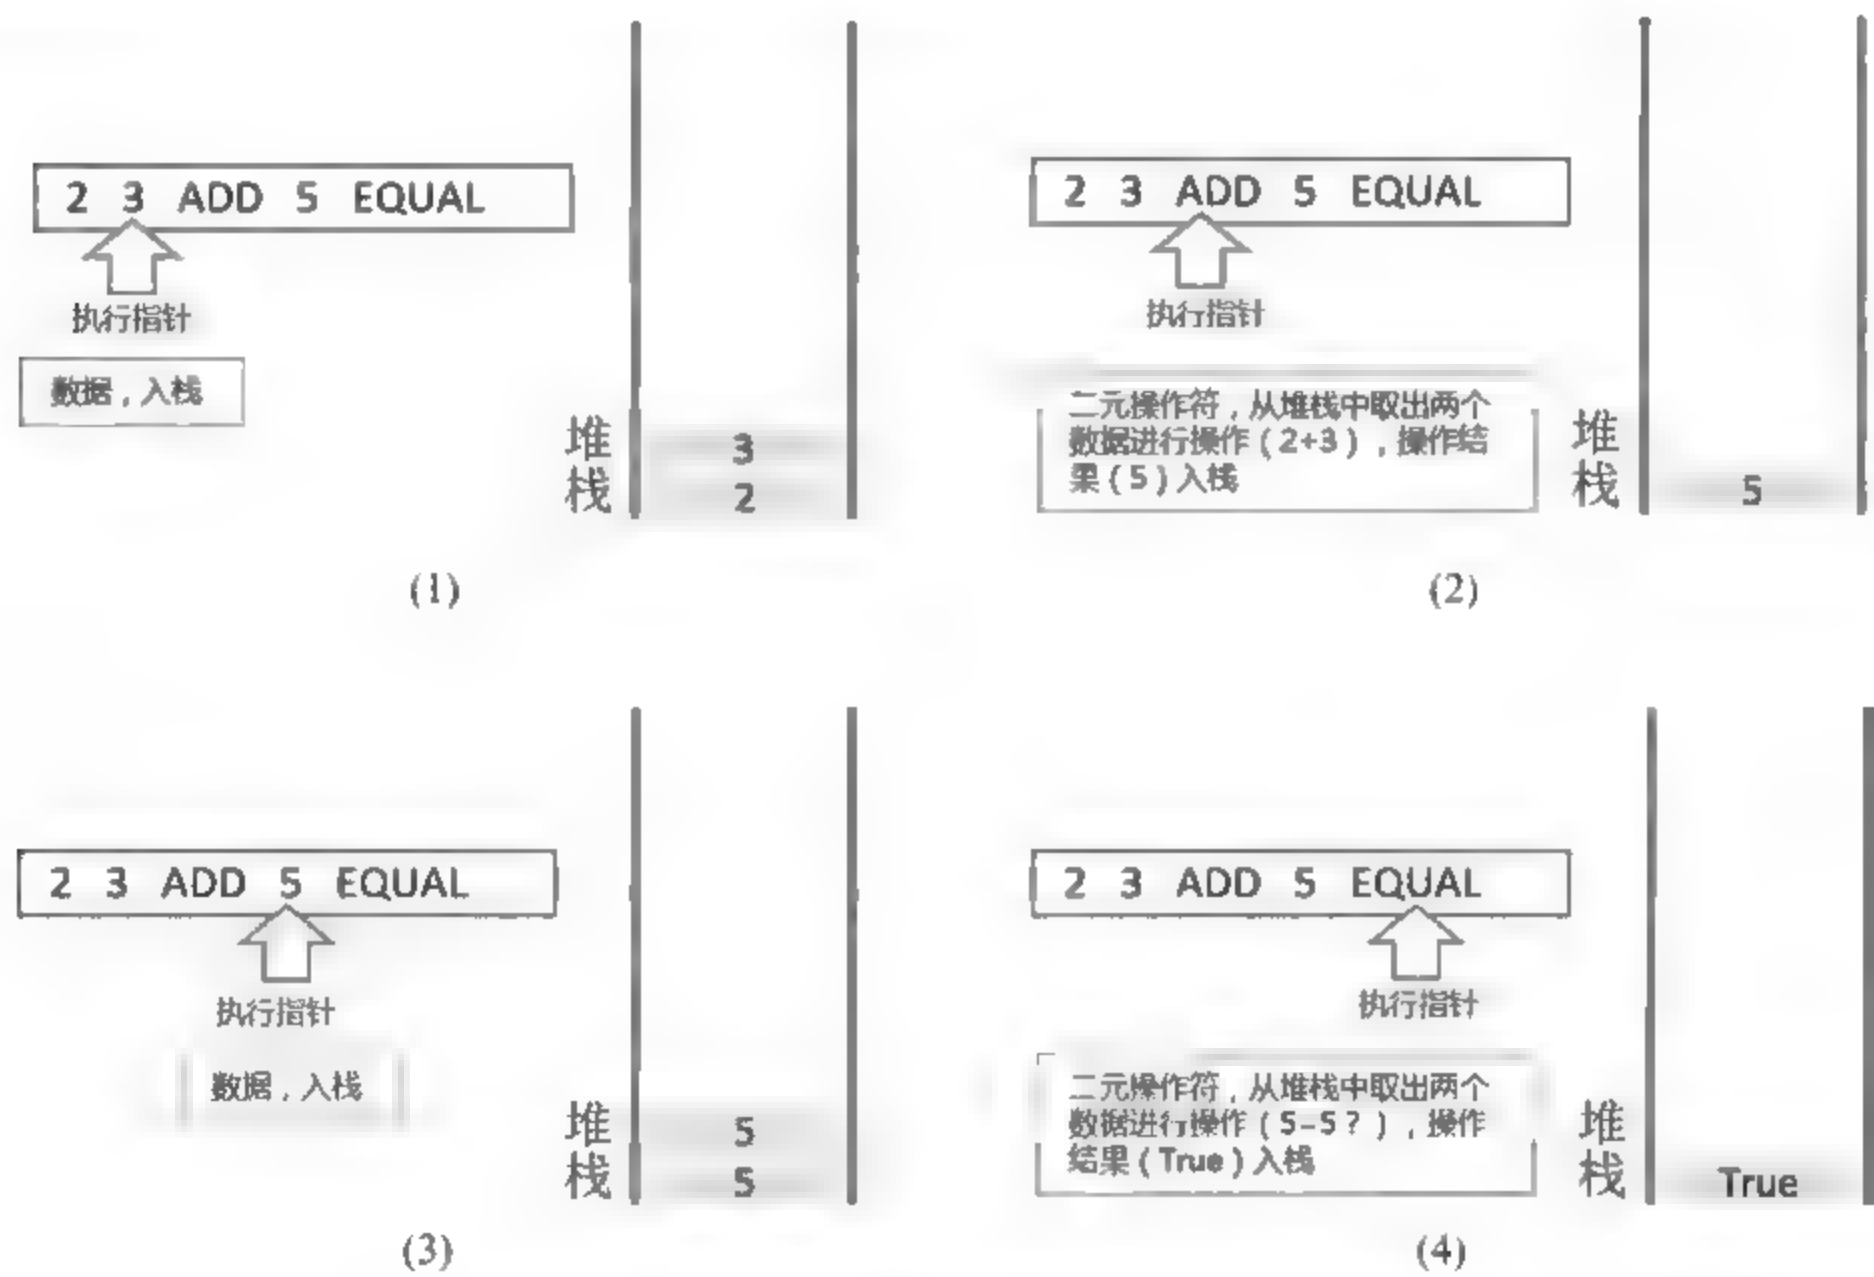 2 3 ADD 5 EQUAL
执行指针
数据，入栈
堆
栈
3
2
(1)
2 3 ADD 5 EQUAL
执行指针
二元操作符，从堆栈中取出两个
数据进行操作（2+3），操作结
果（5）入栈
堆
栈
5
(2)
2 3 ADD 5 EQUAL
执行指针
数据，入栈
堆
栈
5
5
(3)
2 3 ADD 5 EQUAL
执行指针
二元操作符，从堆栈中取出两个
数据进行操作（5-5？），操作
结果（True）入栈
堆
栈
True
(4)